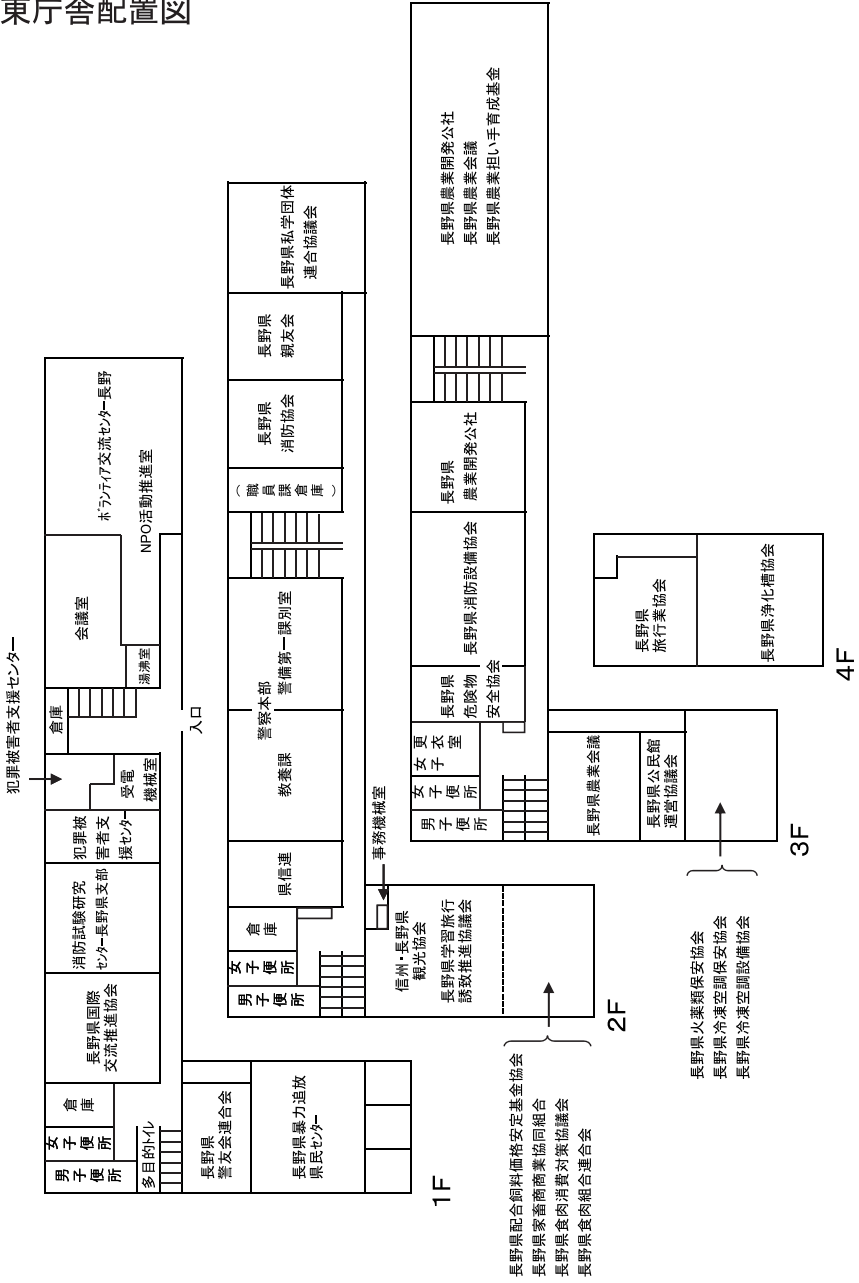 東庁舎配置図
犯罪被害者支援センター
男子便所
女子便所
多目的トイレ
倉庫
長野県国際
交流推進協会
消防試験研究
センター長野県支部
犯罪被
害者支
援センター
受電
機械室
倉庫
入口
湯沸室
会議室
ボランティア交流センター長野
NPO活動推進室
長野県
警友会連合会
長野県暴力追放
県民センター
1F
男子便所
女子便所
倉庫
県信連
教養課
警察本部
警備第一課別室
(職員課倉庫)
長野県
消防協会
長野県
親友会
長野県私学団体
連合協議会
事務機械室
信州・長野県
観光協会
長野県学習旅行
誘致推進協議会
2F
長野県配合飼料価格安定基金協会
長野県家畜商商業協同組合
長野県食肉消費対策協議会
長野県食肉組合連合会
男子便所
女子便所
女子
更衣室
長野県
危険物
安全協会
長野県消防設備協会
長野県
農業開発公社
長野県農業開発公社
長野県農業会議
長野県農業担い手育成基金
長野県農業会議
長野県公民館
運営協議会
3F
長野県火薬類保安協会
長野県冷凍空調保安協会
長野県冷凍空調設備協会
長野県
旅行業協会
長野県浄化槽協会
4F